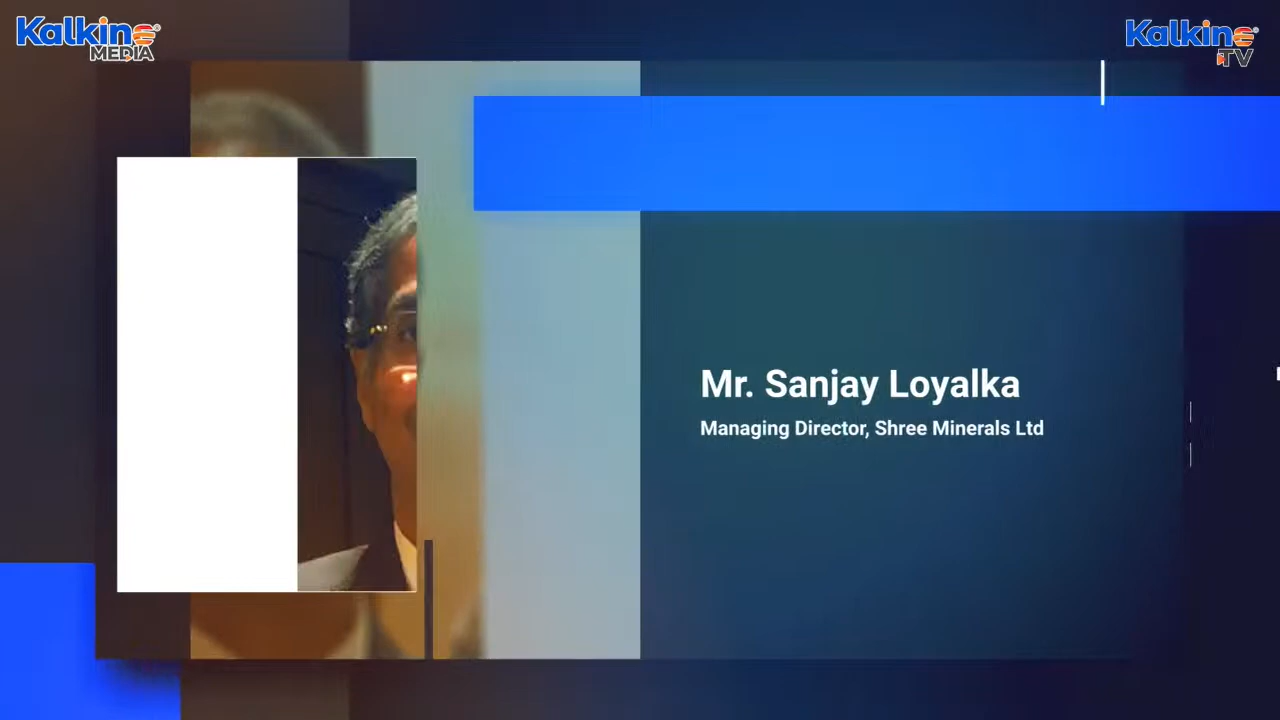 Kalkine
MEDIA
Kalkine
TV
Mr. Sanjay Loyalka
Managing Director, Shree Minerals Ltd